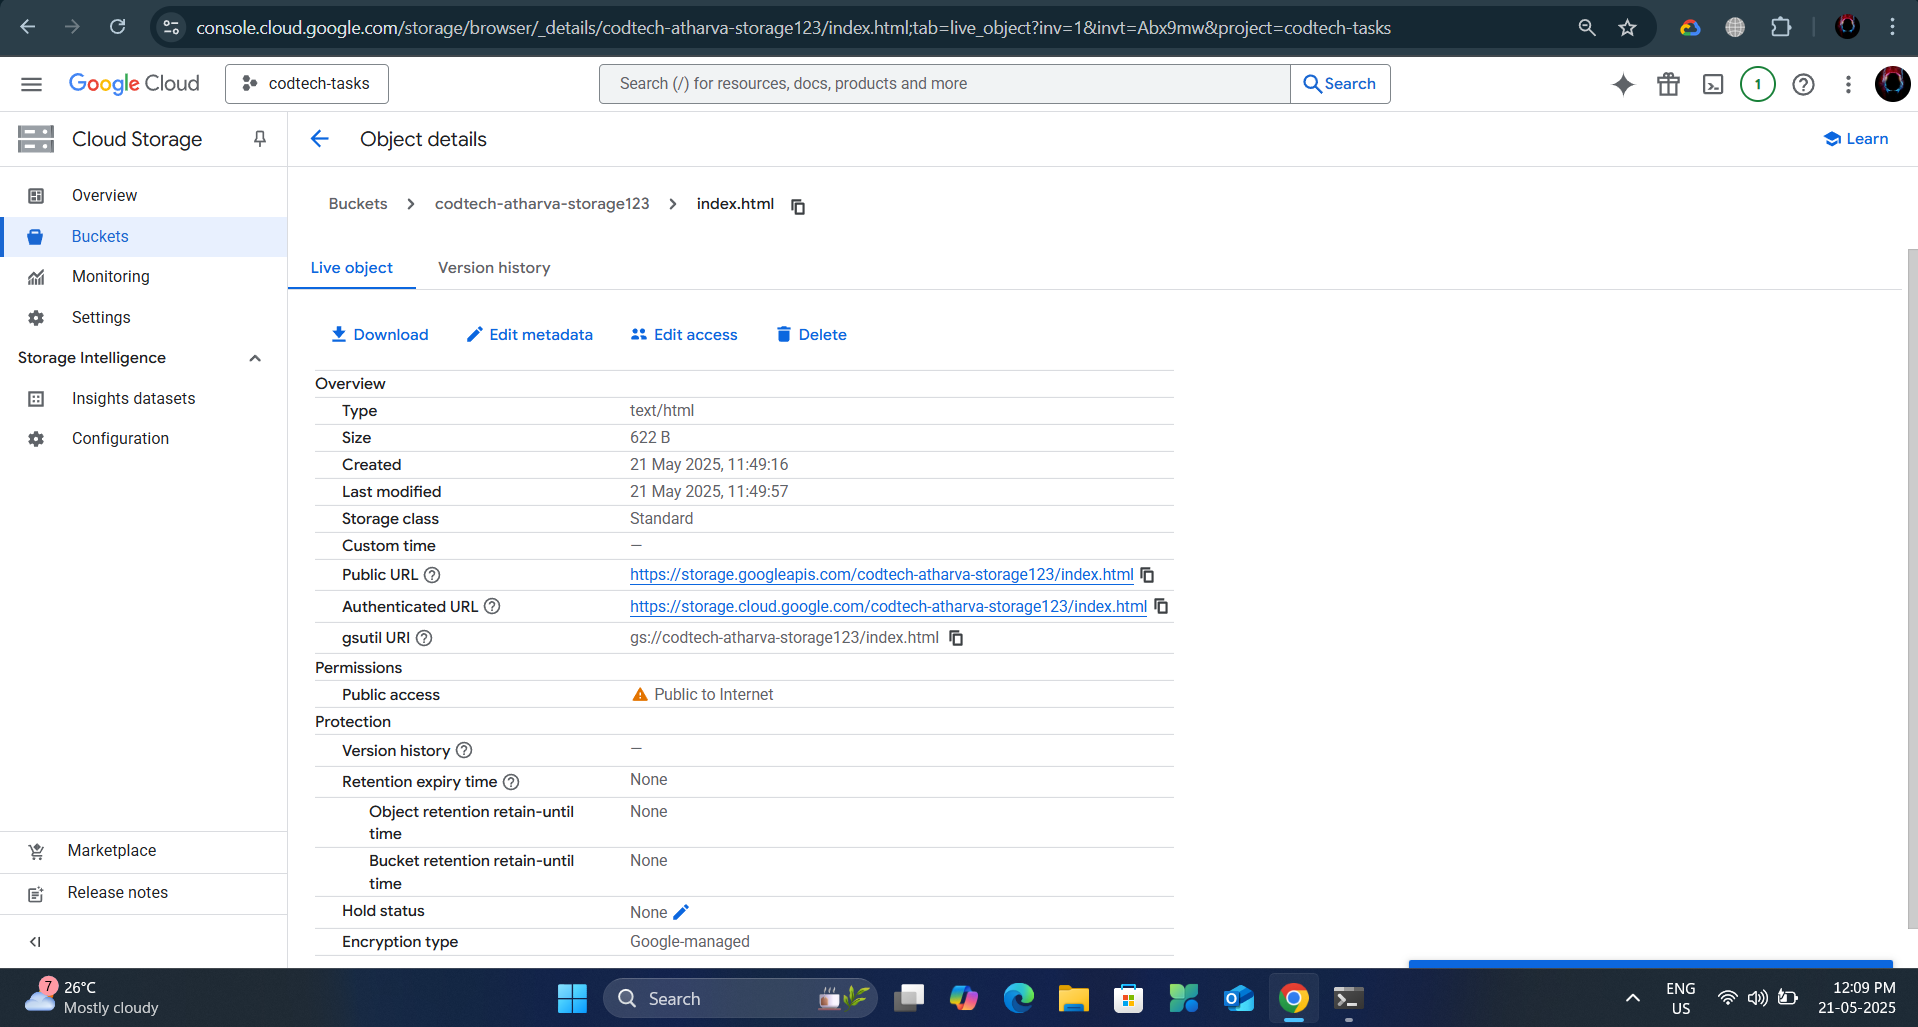 console.cloud.google.com/storage/browser/_details/codtech-atharva-storage123/index.html;tab=live_object?inv=1&invt=Abx9mw&project=codtech-tasks
Google Cloud
codtech-tasks
Search (/) for resources, docs, products and more
Search
1
Cloud Storage
Object details
Learn
Overview
Buckets
Monitoring
Settings
Storage Intelligence
Insights datasets
Configuration
Marketplace
Release notes
Buckets
codtech-atharva-storage123
index.html
Live object
Version history
Download
Edit metadata
Edit access
Delete
Overview
Type text/html
Size 622 B
Created 21 May 2025, 11:49:16
Last modified 21 May 2025, 11:49:57
Storage class Standard
Custom time —
Public URL https://storage.googleapis.com/codtech-atharva-storage123/index.html
Authenticated URL https://storage.cloud.google.com/codtech-atharva-storage123/index.html
gsutil URI gs://codtech-atharva-storage123/index.html
Permissions
Public access Public to Internet
Protection
Version history —
Retention expiry time None
Object retention retain-until None
time
Bucket retention retain-until None
time
Hold status None
Encryption type Google-managed
7
26°C
Mostly cloudy
Search
ENG
US
12:09 PM
21-05-2025